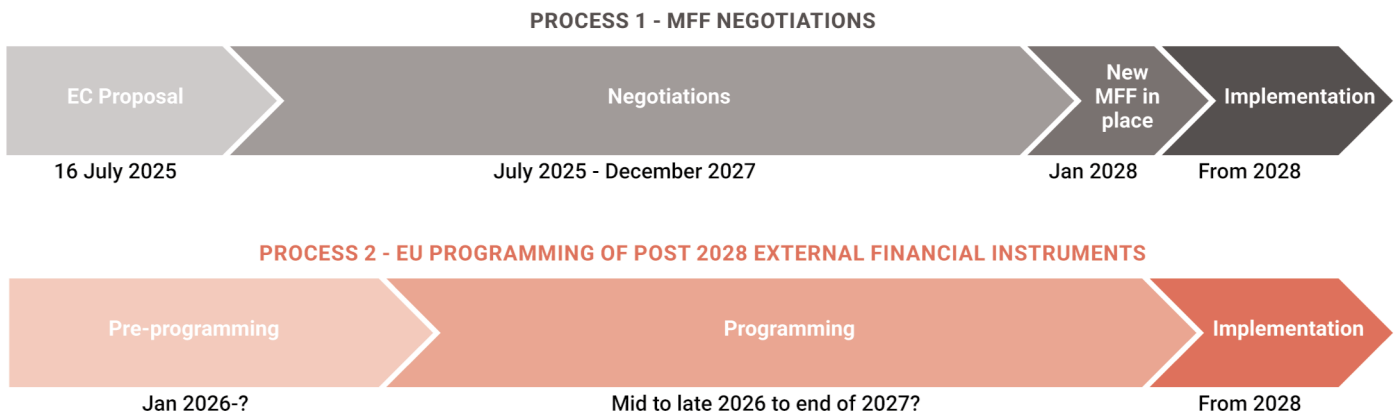 PROCESS 1 - MFF NEGOTIATIONS
EC Proposal
Negotiations
New
MFF in
place
Implementation
16 July 2025
July 2025 - December 2027
Jan 2028
From 2028
PROCESS 2 - EU PROGRAMMING OF POST 2028 EXTERNAL FINANCIAL INSTRUMENTS
Pre-programming
Programming
Implementation
Jan 2026-?
Mid to late 2026 to end of 2027?
From 2028